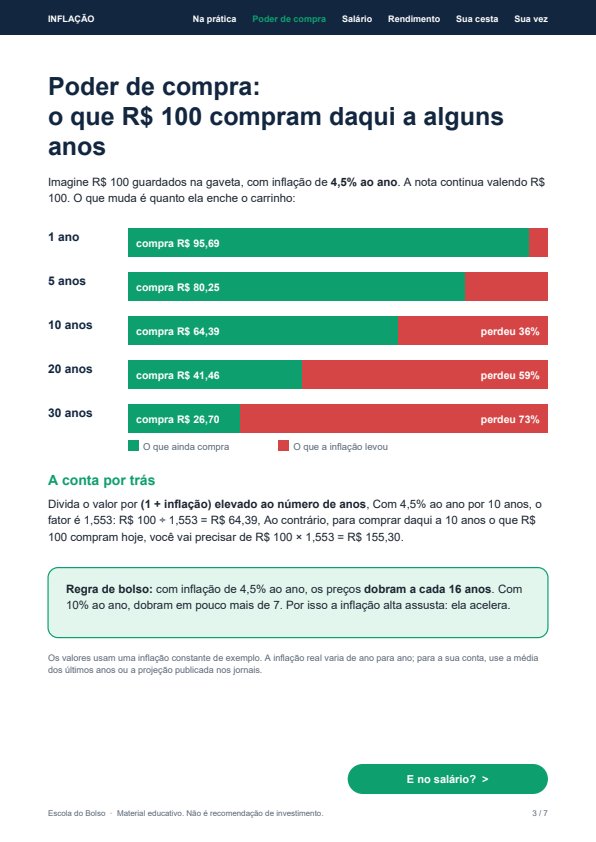 INFLAÇÃO
Na prática Poder de compra Salário Rendimento Sua cesta Sua vez
Poder de compra:
o que R$ 100 compram daqui a alguns
anos
Imagine R$ 100 guardados na gaveta, com inflação de 4,5% ao ano. A nota continua valendo R$
100. O que muda é quanto ela enche o carrinho:
1 ano
compra R$ 95,69
5 anos
compra R$ 80,25
10 anos
compra R$ 64,39 perdeu 36%
20 anos
compra R$ 41,46 perdeu 59%
30 anos
compra R$ 26,70 perdeu 73%
O que ainda compra O que a inflação levou
A conta por trás
Divida o valor por (1 + inflação) elevado ao número de anos, Com 4,5% ao ano por 10 anos, o
fator é 1,553: R$ 100 ÷ 1,553 = R$ 64,39, Ao contrário, para comprar daqui a 10 anos o que R$
100 compram hoje, você vai precisar de R$ 100 × 1,553 = R$ 155,30.
Regra de bolso: com inflação de 4,5% ao ano, os preços dobram a cada 16 anos. Com
10% ao ano, dobram em pouco mais de 7. Por isso a inflação alta assusta: ela acelera.
Os valores usam uma inflação constante de exemplo. A inflação real varia de ano para ano; para a sua conta, use a média
dos últimos anos ou a projeção publicada nos jornais.
E no salário? >
Escola do Bolso · Material educativo. Não é recomendação de investimento. 3 / 7